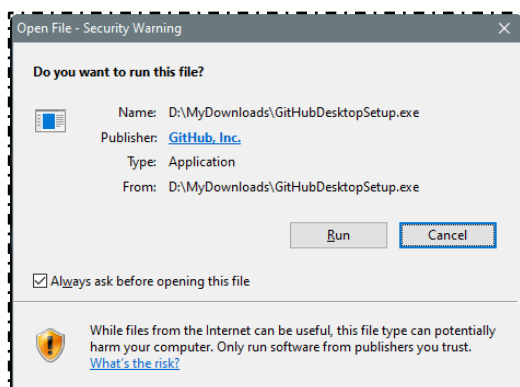 Open File - Security Warning
Do you want to run this file?
Name: D:\MyDownloads\GitHubDesktopSetup.exe
Publisher: GitHub, Inc.
Type: Application
From: D:\MyDownloads\GitHubDesktopSetup.exe
Run Cancel
Always ask before opening this file
While files from the Internet can be useful, this file type can potentially
harm your computer. Only run software from publishers you trust.
What's the risk?